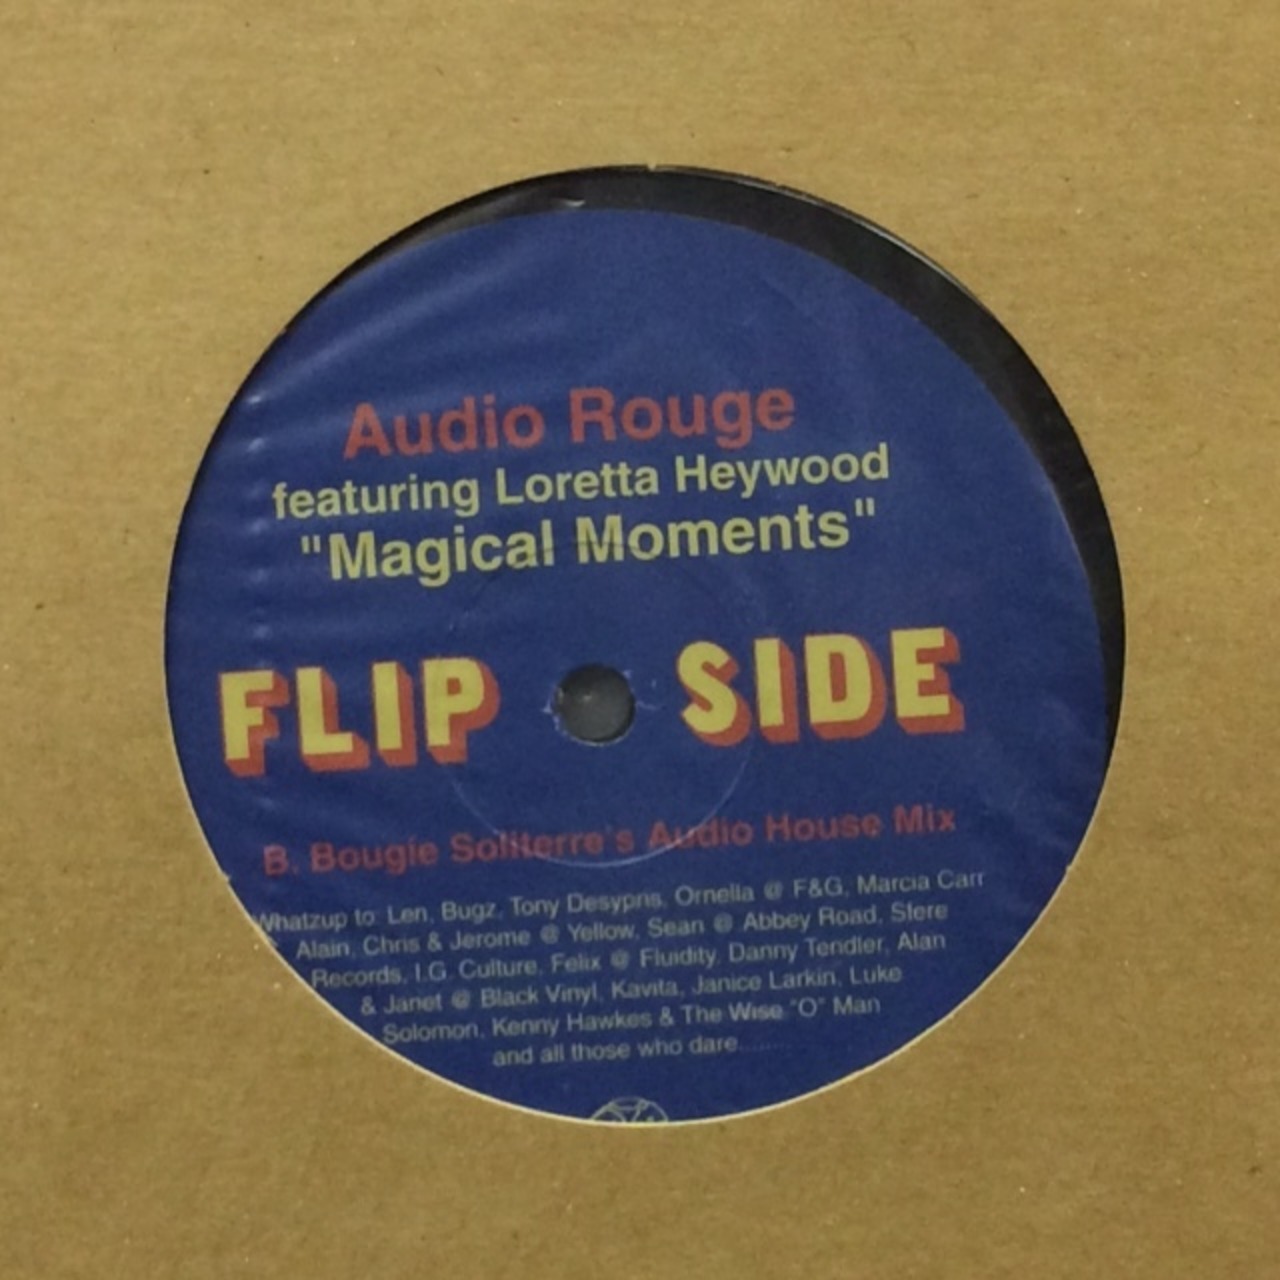 Audio Rouge
featuring Loretta Heywood
"Magical Moments"
FLIP SIDE
B. Bougie Soliterre's Audio House Mix
Whatzup to: Len, Bugz, Tony Desypris, Ornella @ F&G, Marcia Carr
Alain, Chris & Jerome @ Yellow, Sean @ Abbey Road, Stere
Records, I.G. Culture, Felix @ Fluidity, Danny Tendler, Alan
& Janet @ Black Vinyl, Kavita, Janice Larkin, Luke
Solomon, Kenny Hawkes & The Wise "O" Man
and all those who dare........